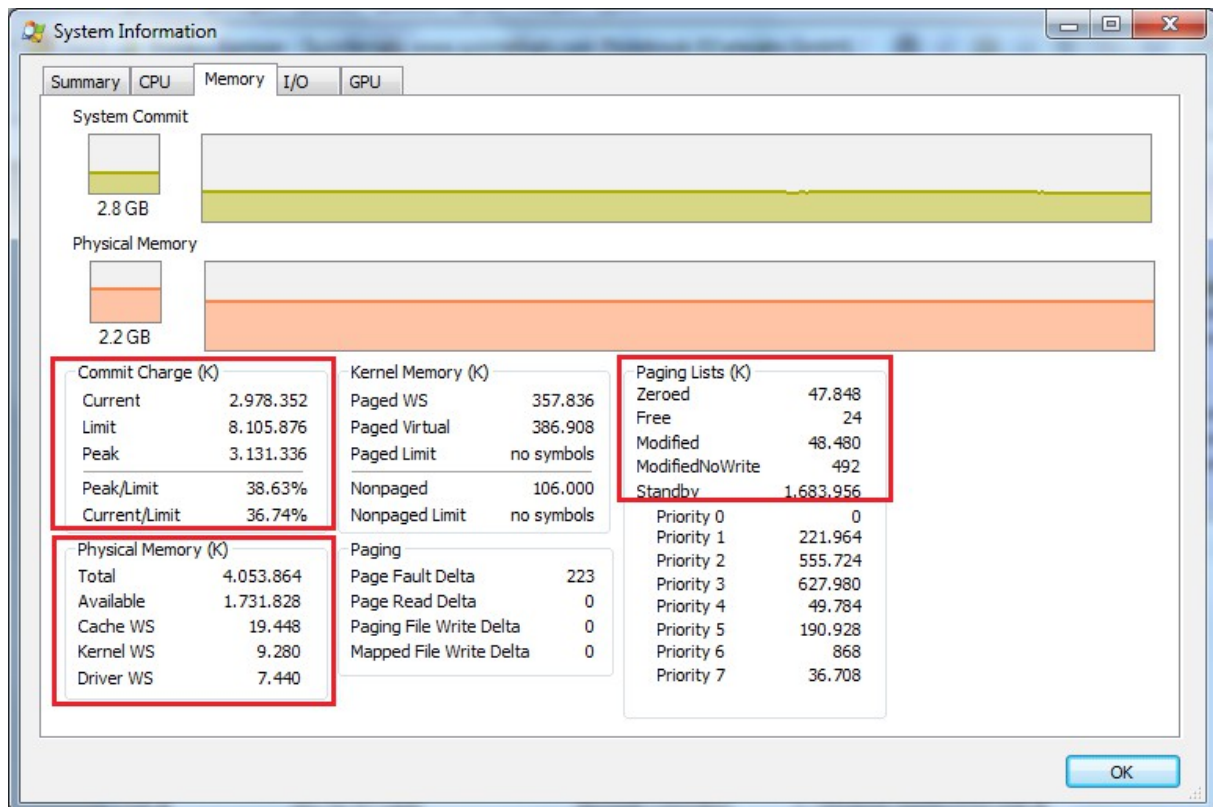 System Information
Summary CPU Memory I/O GPU
System Commit
2.8 GB
Physical Memory
2.2 GB
Commit Charge (K)
Current 2.978.352
Limit 8.105.876
Peak 3.131.336
Peak/Limit 38.63%
Current/Limit 36.74%
Physical Memory (K)
Total 4.053.864
Available 1.731.828
Cache WS 19.448
Kernel WS 9.280
Driver WS 7.440
Kernel Memory (K)
Paged WS 357.836
Paged Virtual 386.908
Paged Limit no symbols
Nonpaged 106.000
Nonpaged Limit no symbols
Paging
Page Fault Delta 223
Page Read Delta 0
Paging File Write Delta 0
Mapped File Write Delta 0
Paging Lists (K)
Zeroed 47.848
Free 24
Modified 48.480
ModifiedNoWrite 492
Standby 1.683.956
Priority 0 0
Priority 1 221.964
Priority 2 555.724
Priority 3 627.980
Priority 4 49.784
Priority 5 190.928
Priority 6 868
Priority 7 36.708
OK